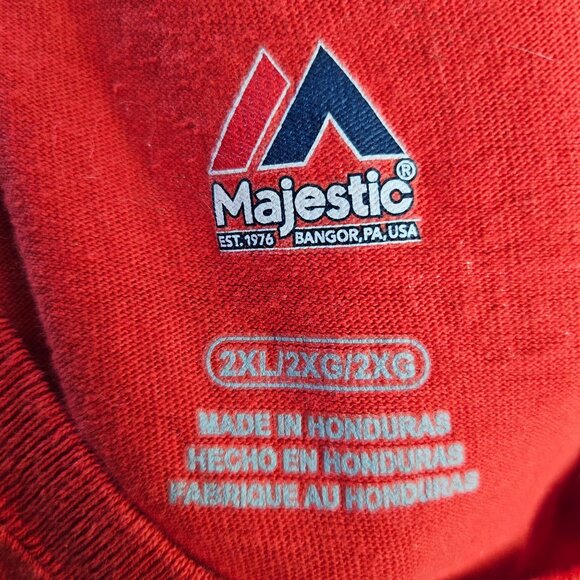 Majestic®
EST. 1976 BANGOR, PA, USA
2XL/2XG/2XG
MADE IN HONDURAS
HECHO EN HONDURAS
FABRIQUE AU HONDURAS